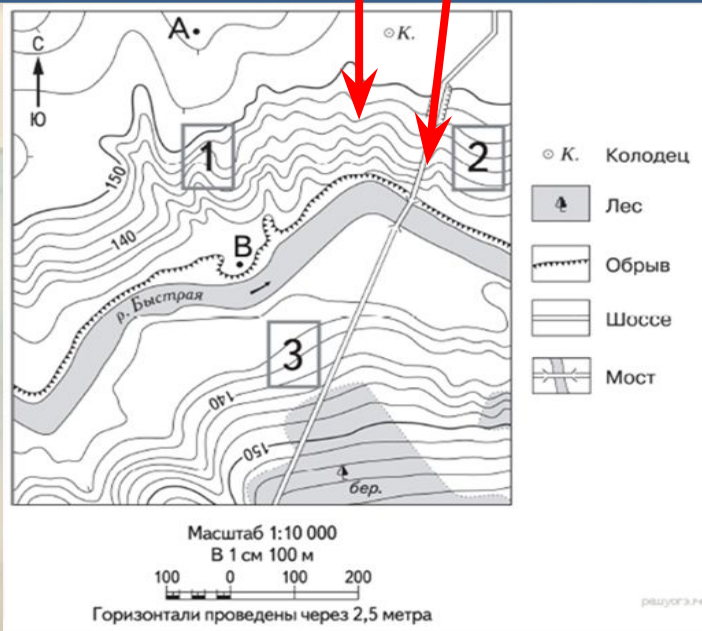 А
К.
С
Ю
1
2
150
140
В
р. Быстрая
3
140
150
бер.
К. Колодец
Лес
Обрыв
Шоссе
Мост
Масштаб 1:10 000
В 1 см 100 м
100 0 100 200
Горизонтали проведены через 2,5 метра